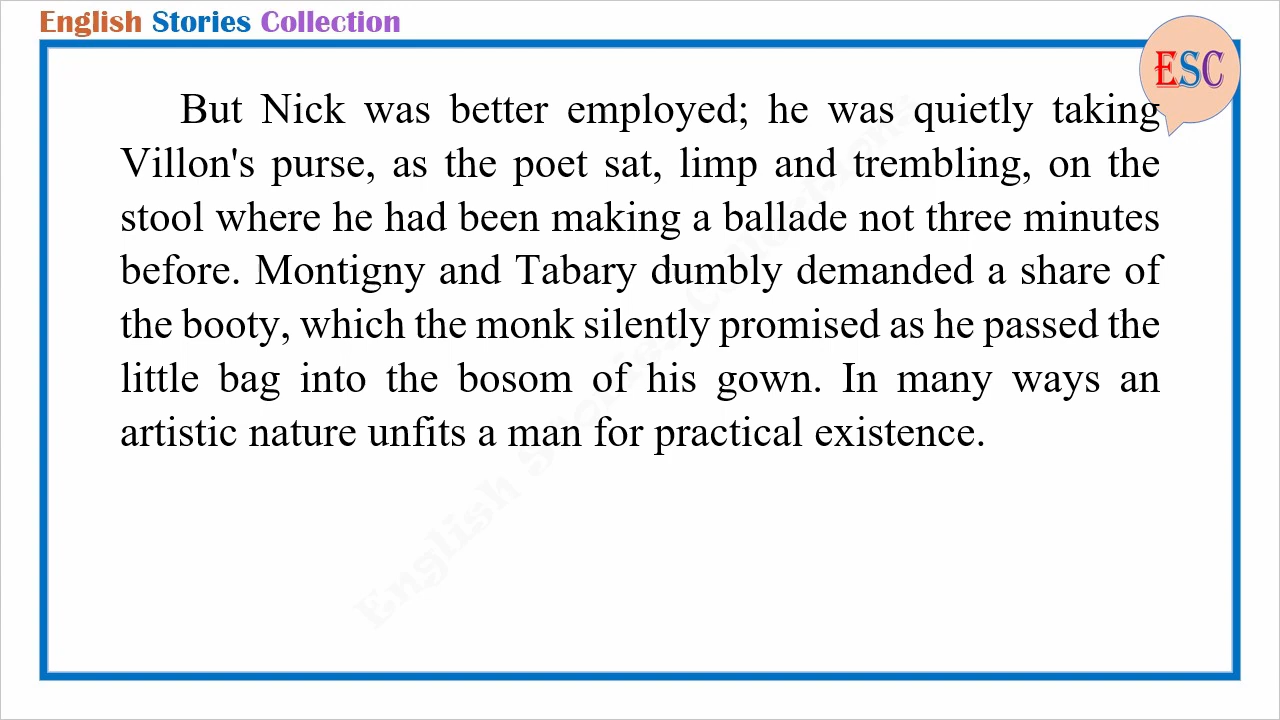 English Stories Collection
ESC
But Nick was better employed; he was quietly taking
Villon's purse, as the poet sat, limp and trembling, on the
stool where he had been making a ballade not three minutes
before. Montigny and Tabary dumbly demanded a share of
the booty, which the monk silently promised as he passed the
little bag into the bosom of his gown. In many ways an
artistic nature unfits a man for practical existence.
English Stories Collections